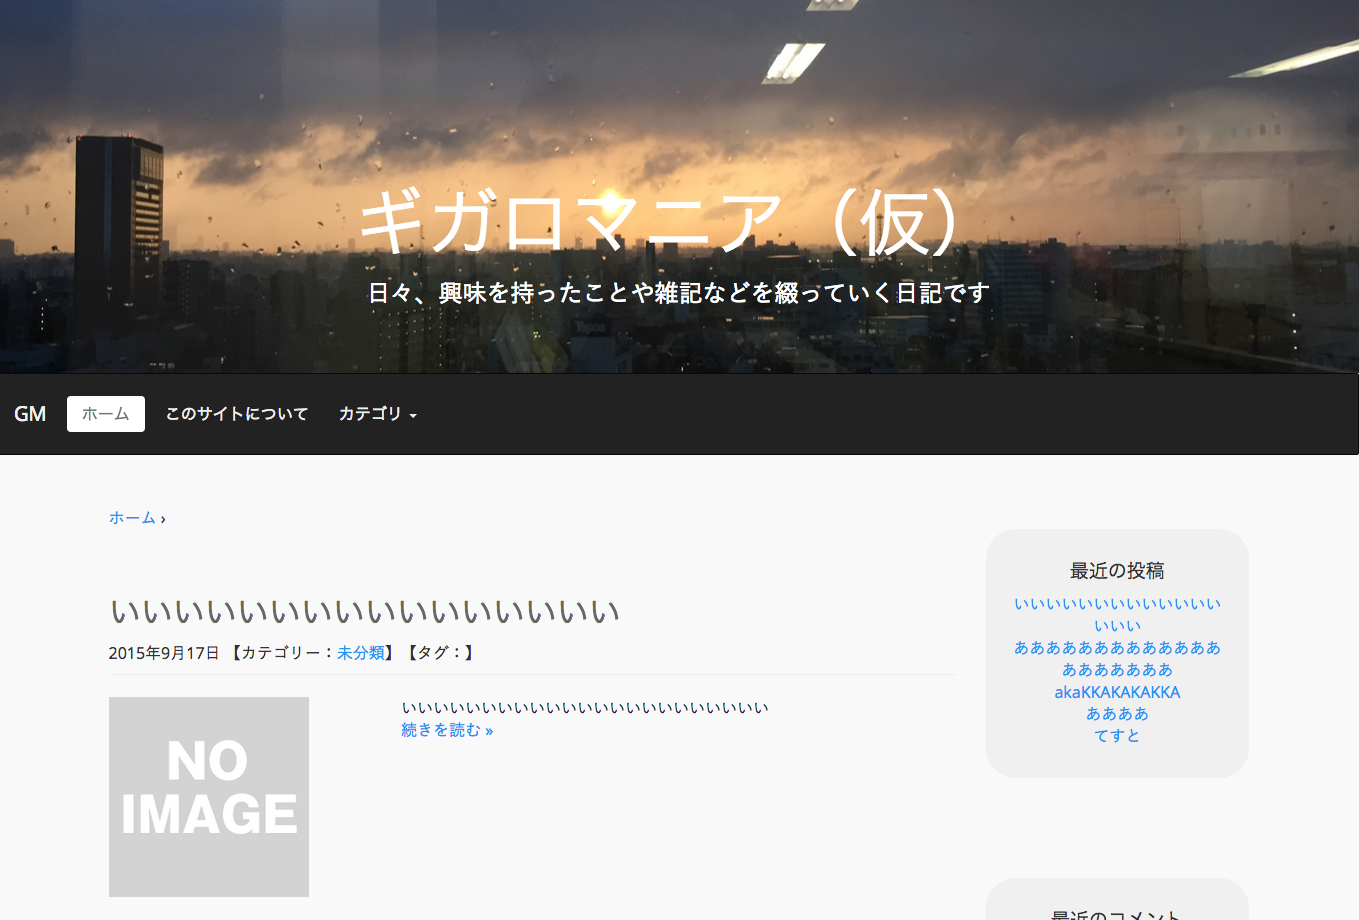 ギガロマニア（仮）
日々、興味を持ったことや雑記などを綴っていく日記です
GM ホーム このサイトについて カテゴリ
ホーム ›
いいいいいいいいいいいいいいいい
2015年9月17日 【カテゴリー：未分類】 【タグ：】
NO
IMAGE
いいいいいいいいいいいいいいいいいいいいいいい
続きを読む »
最近の投稿
いいいいいいいいいいいいい
いいい
あああああああああああああ
あああああああ
akaKKAKAKAKKA
ああああ
てすと
最近のコメント